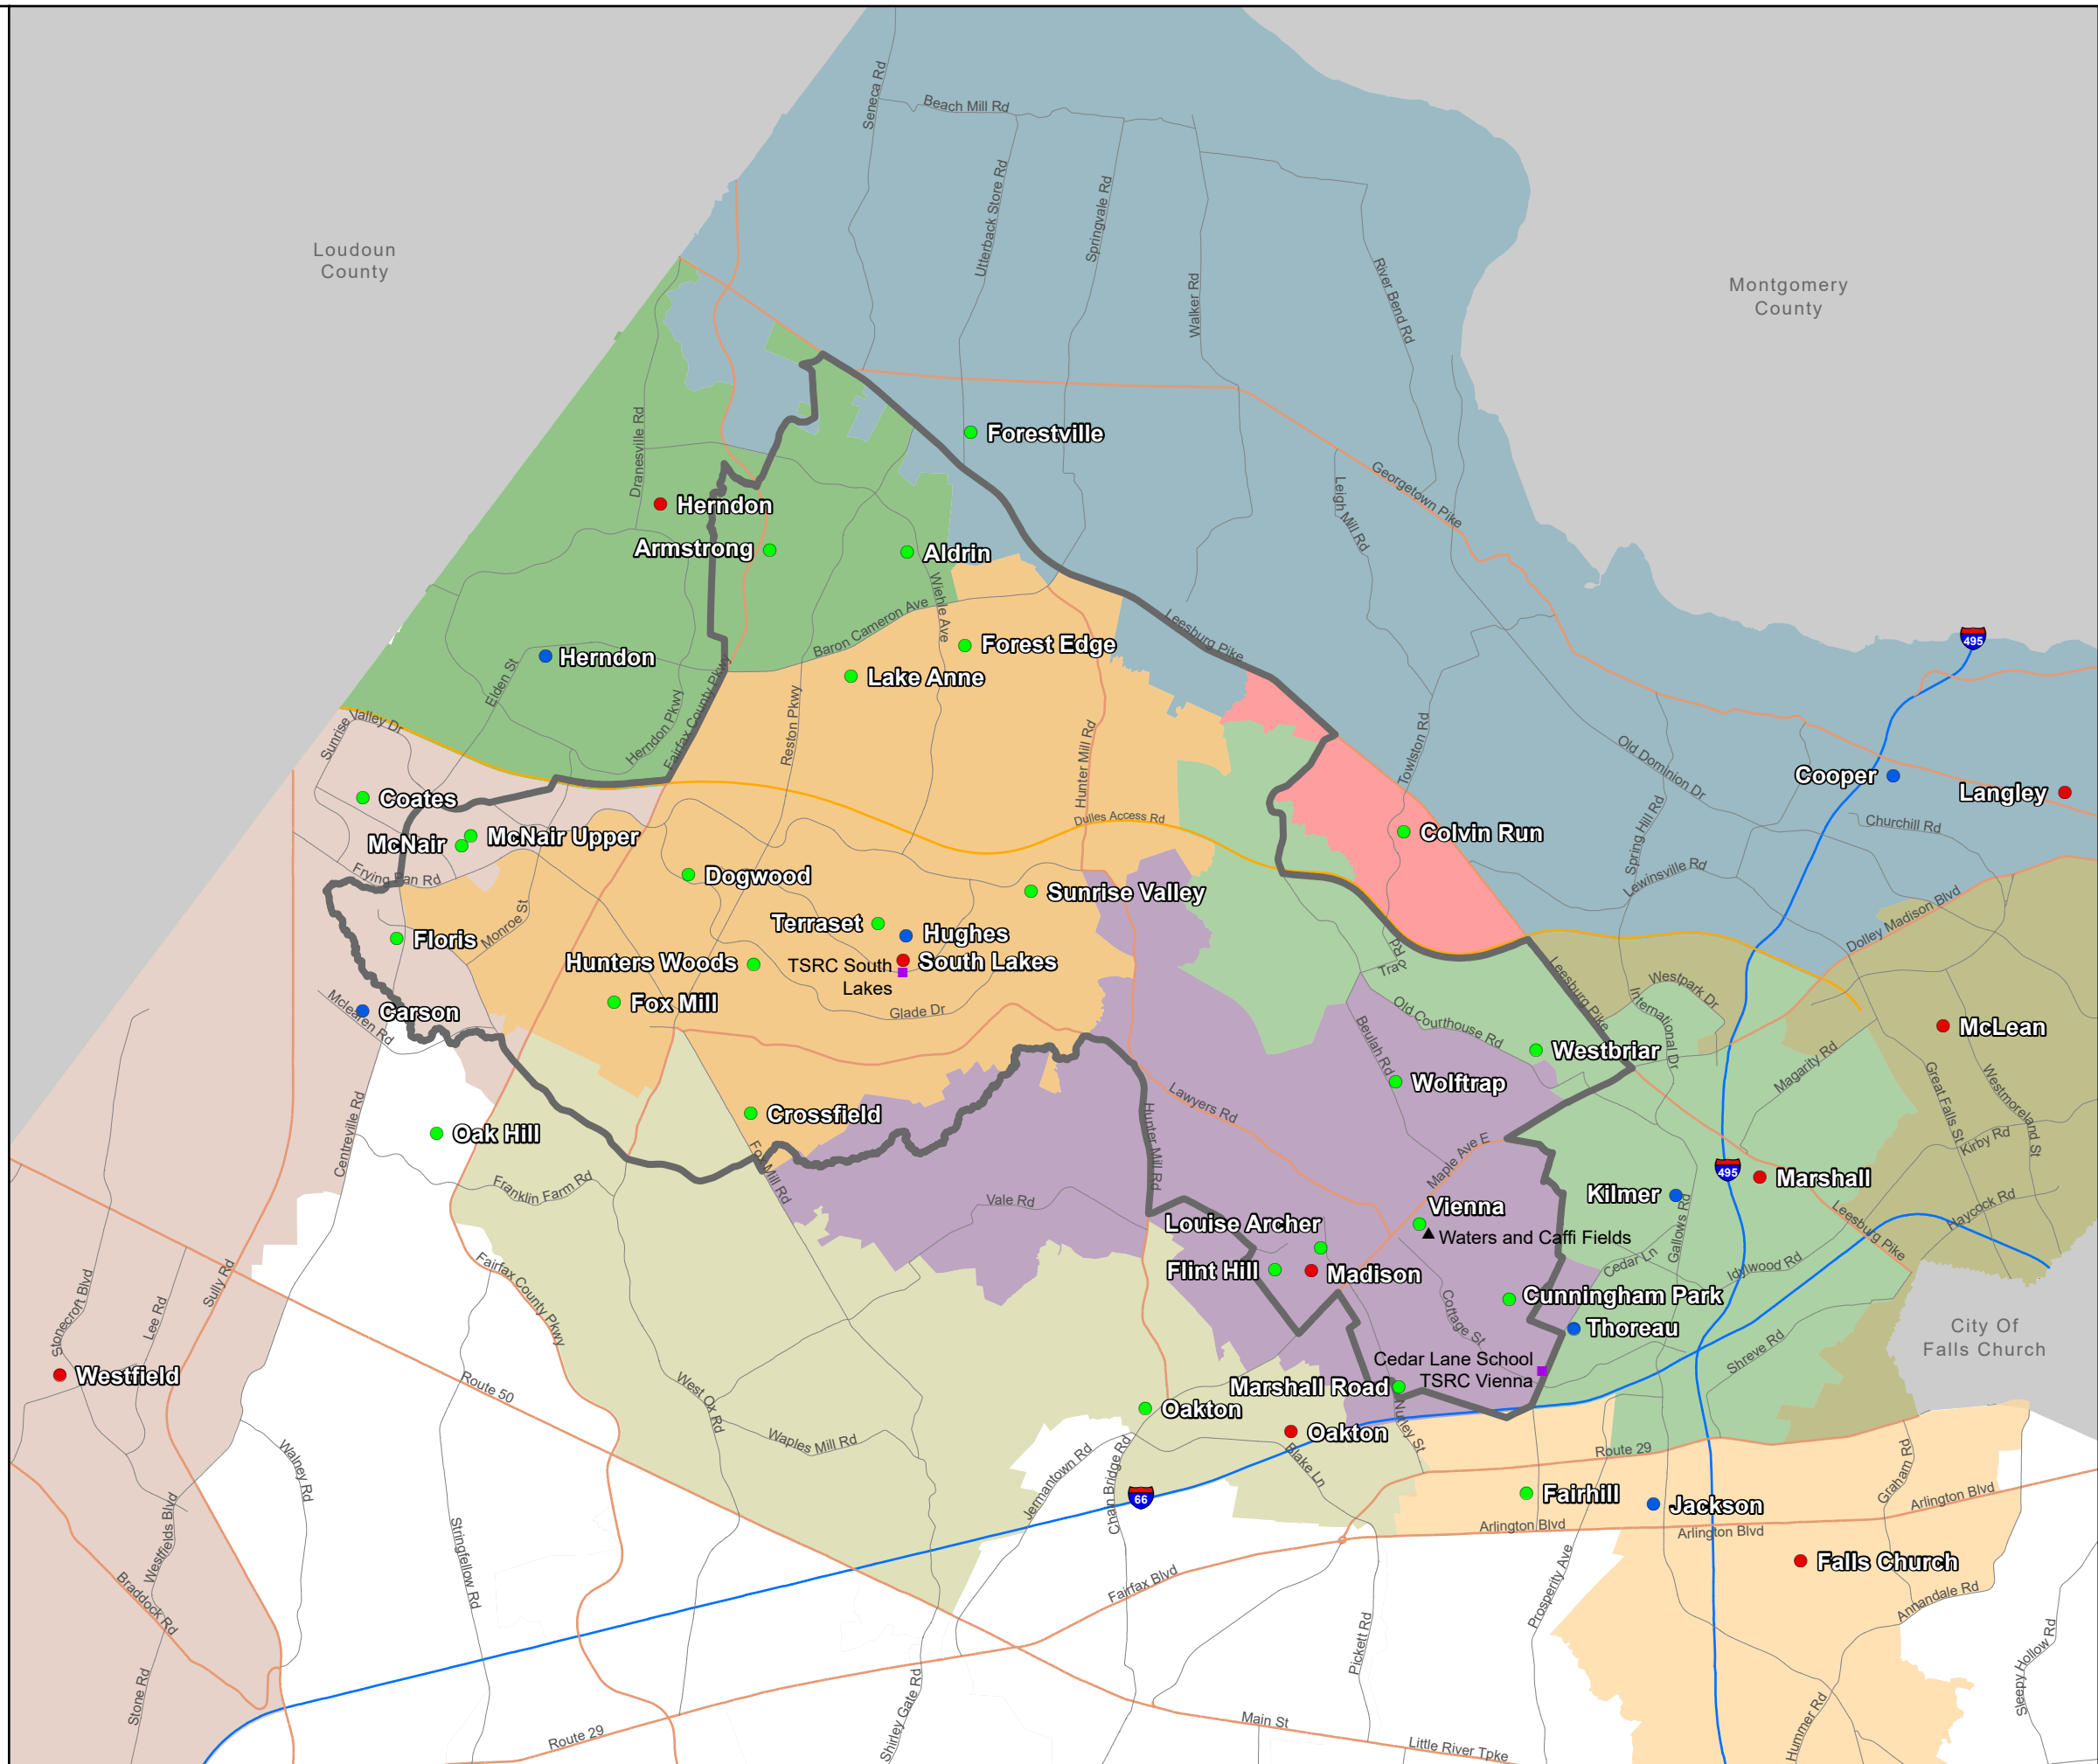 Seneca Rd
Beach Mill Rd
Utterback Store Rd
Springvale Rd
Walker Rd
River Bend Rd
Loudoun
County
Montgomery
County
Dranesville Rd
Forestville
Georgetown Pike
Leigh Mill Rd
Herndon
Armstrong
Aldrin
Wiehle Ave
Baron Cameron Ave
Leesburg Pike
495
Forest Edge
Herndon
Lake Anne
Elden St
Herndon Pkwy
Fairfax County Pkwy
Reston Pkwy
Hunter Mill Rd
Towlston Rd
Old Dominion Dr
Spring Hill Rd
Sunrise
Valley Dr
Cooper
Langley
Churchill Rd
Lewinsville Rd
Coates
McNair
McNair Upper
Dulles Access Rd
Colvin Run
Frying Pan Rd
Dogwood
Sunrise Valley
Monroe St
Floris
Terraset
Hughes
Hunters Woods
TSRC South
Lakes
South Lakes
Trap
Rd
Dolley Madison Blvd
Leesburg Pike
Westpark Dr
International Dr
Mclearen Rd
Carson
Fox Mill
Glade Dr
Old Courthouse Rd
Beulah Rd
Westbriar
McLean
Magarity Rd
Great Falls St
Westmoreland St
Kirby Rd
Haycock Rd
Wolftrap
Lawyers Rd
Crossfield
Oak Hill
Centreville Rd
Franklin Farm Rd
Fox Mill Rd
Hunter Mill Rd
Maple Ave E
495
Marshall
Kilmer
Gallows Rd
Leesburg Pike
Vale Rd
Vienna
Waters and Caffi Fields
Louise Archer
Flint Hill
Madison
Cedar Ln
Idylwood Rd
Cunningham Park
Cottage St
Thoreau
Shreve Rd
City Of
Falls Church
Fairfax County Pkwy
Stonecroft Blvd
Lee Rd
Sully Rd
Westfield
Route 50
West Ox Rd
Cedar Lane School
TSRC Vienna
Marshall Road
Oakton
Oakton
Nutley St
Blake Ln
Waples Mill Rd
Jermantown Rd
Chain Bridge Rd
66
Route 29
Graham Rd
Arlington Blvd
Fairhill
Jackson
Arlington Blvd
Arlington Blvd
Falls Church
Annandale Rd
Walney Rd
Westfields Blvd
Stringfellow Rd
Braddock Rd
Stone Rd
Fairfax Blvd
Prosperity Ave
Pickett Rd
Sleepy Hollow Rd
Hummer Rd
Shirley Gate Rd
Route 29
Main St
Little River Tpke